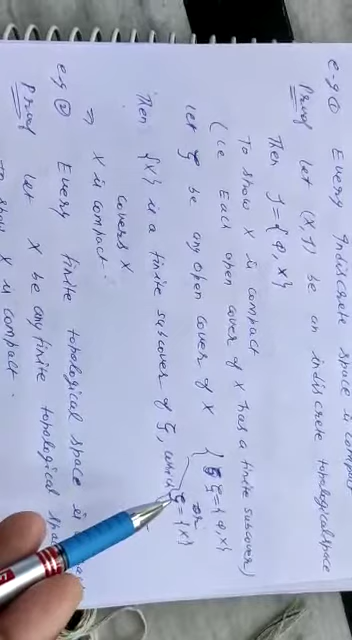 e-g ① Every Indiscrete space is compact
Proof Let (X, J) be an indiscrete topological space
Then J = { φ, X }
To show X is compact
(i.e Each open cover of X has a finite subcover)
Let ζ be any open cover of X { ζ = { φ, X }
or
ζ = {X}
Then {X} is a finite subcover of ζ, which
covers X
⇒ X is compact.
e-g ② Every finite topological space is
Proof Let X be any finite topological
to show X is compact.